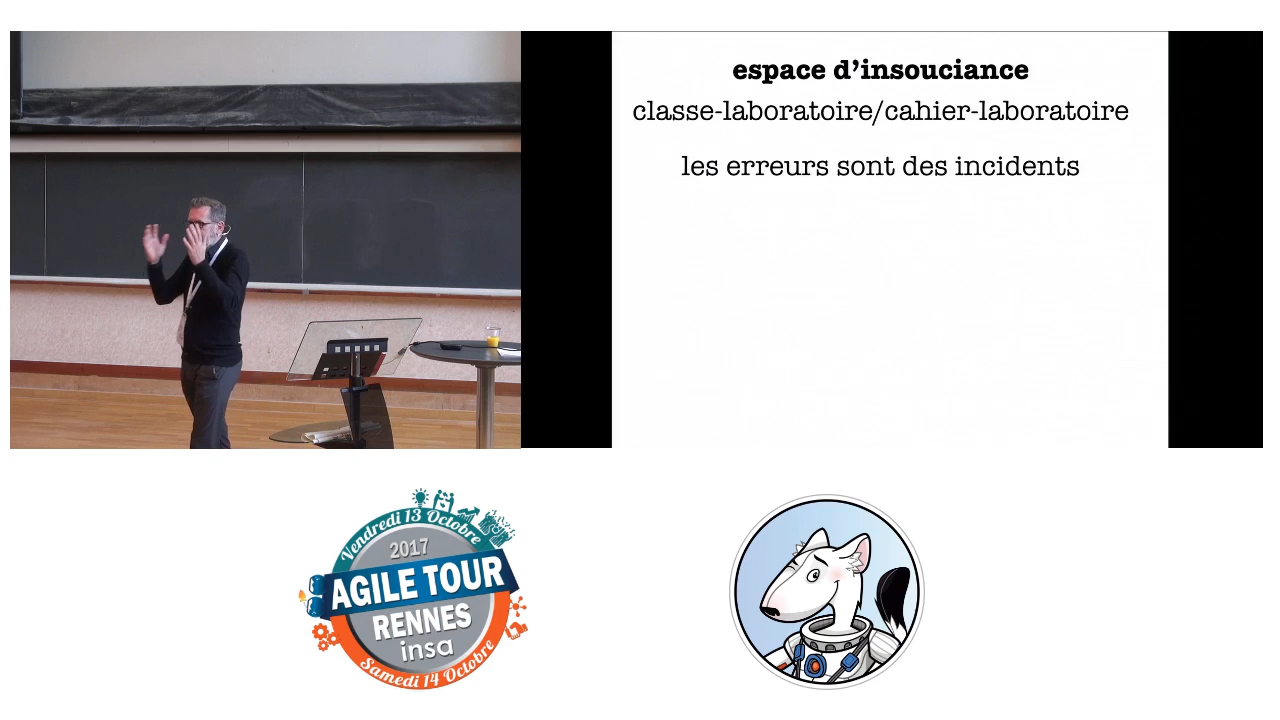 espace d’insouciance
classe-laboratoire/cahier-laboratoire
les erreurs sont des incidents
Vendredi 13 Octobre
2017
AGILE TOUR
RENNES
insa
Samedi 14 Octobre